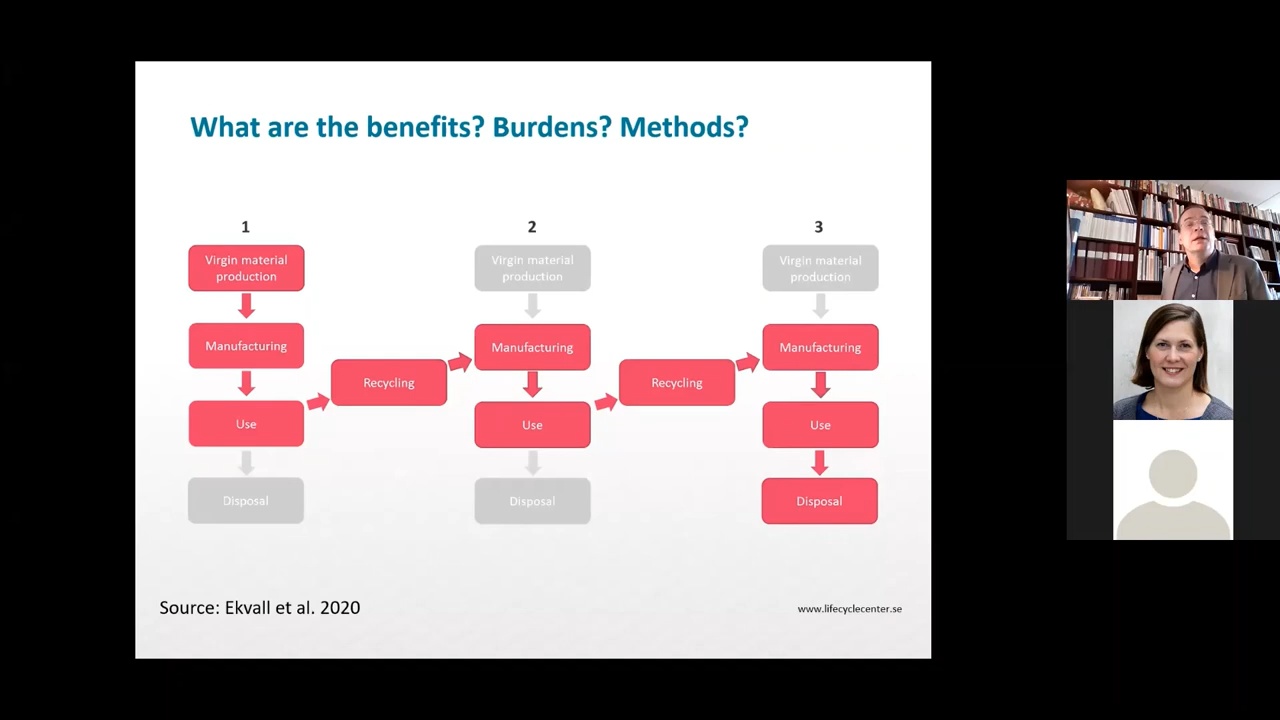 What are the benefits? Burdens? Methods?
1
2
3
Virgin material
production
Virgin material
production
Virgin material
production
Manufacturing
Manufacturing
Manufacturing
Recycling
Recycling
Use
Use
Use
Disposal
Disposal
Disposal
Source: Ekvall et al. 2020
www.lifecyclecenter.se